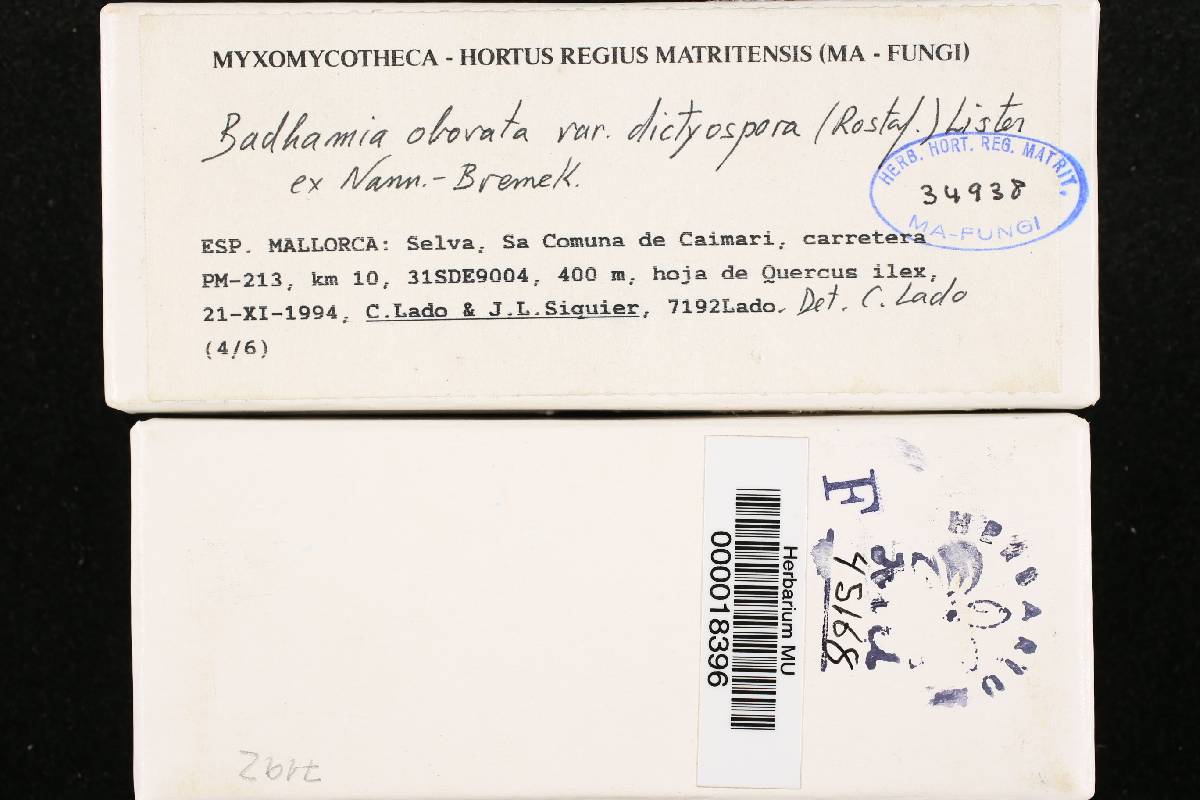 MYXOMYCOTHECA - HORTUS REGIUS MATRITENSIS (MA - FUNGI)
Badhamia obovata var. dictyospora (Rostaf.) Lister
ex Nann.-Bremek.
HERB. HORT. REG. MATRIT.
34938
MA-FUNGI
ESP. MALLORCA: Selva, Sa Comuna de Caimari, carretera
PM-213, km 10, 31SDE9004, 400 m, hoja de Quercus ilex,
21-XI-1994, C.Lado & J.L.Siquier, 7192Lado. Det. C. Lado
(4/6)
Herbarium MU
000018396
F
45168
7192